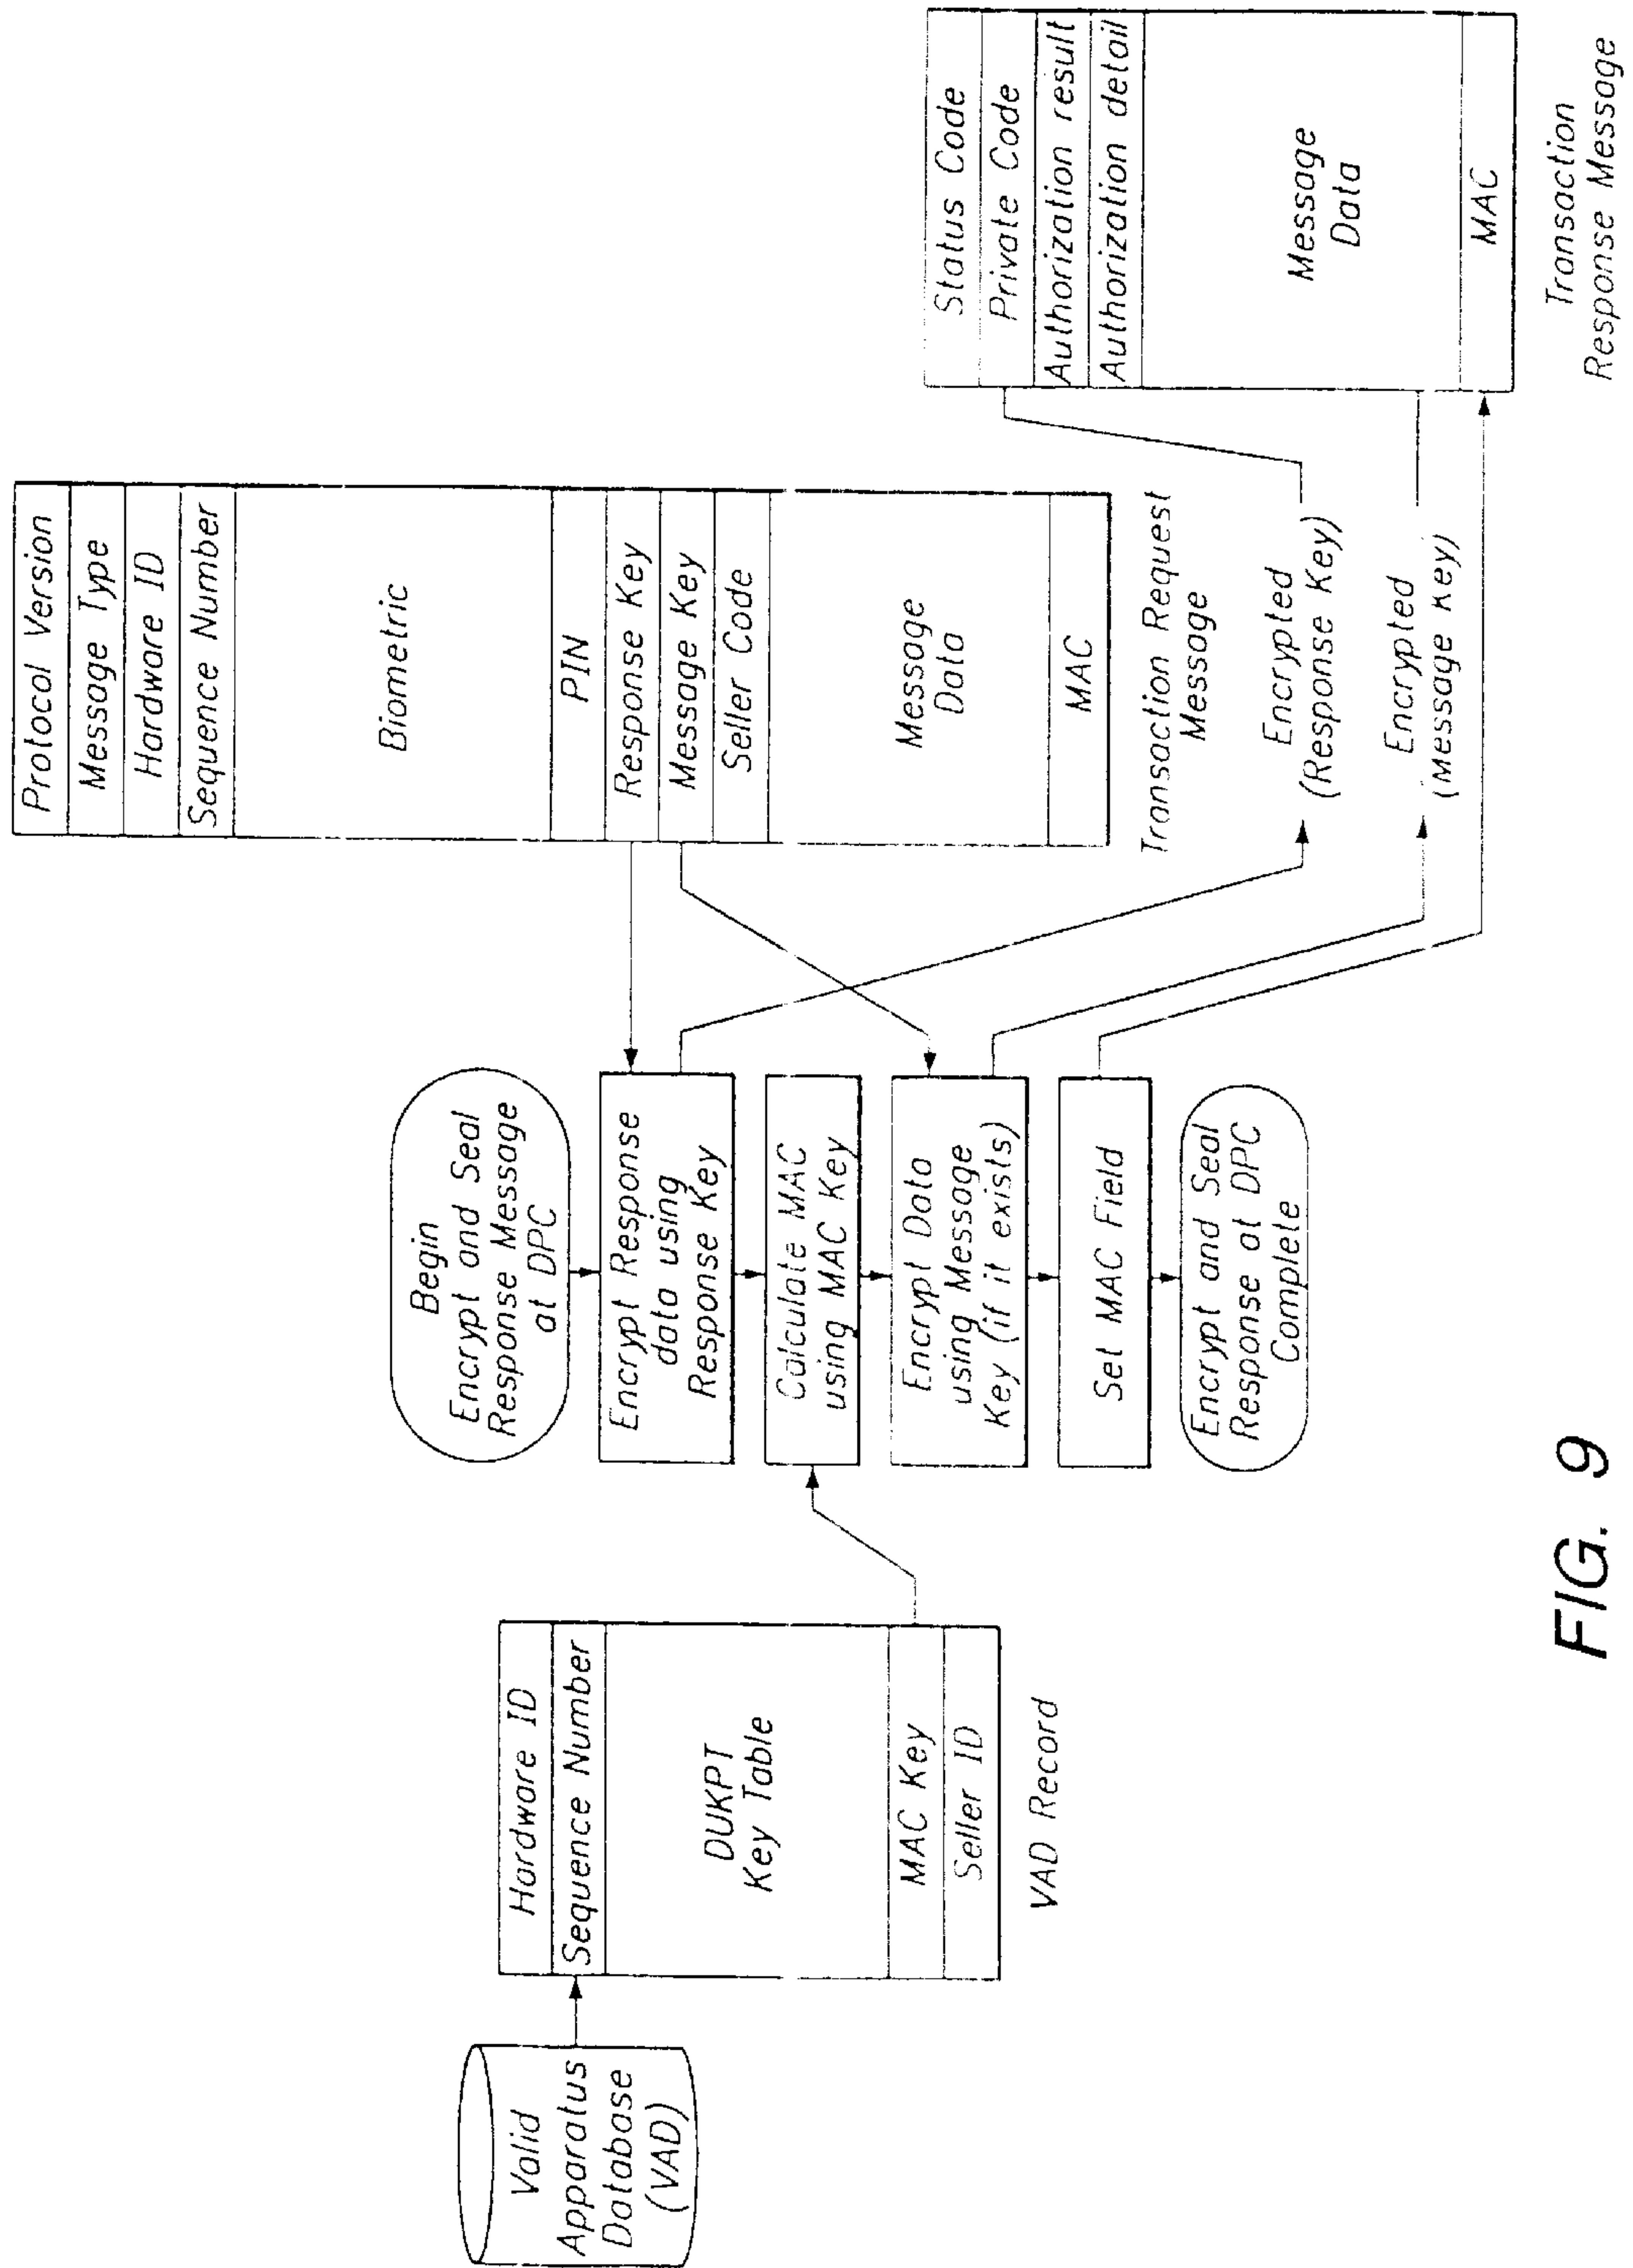 Valid
Apparatus
Database
(VAD)
Hardware ID
Sequence Number
DUKPT
Key Table
MAC Key
Seller ID
VAD Record
Begin
Encrypt and Seal
Response Message
at DPC
Encrypt Response
data using
Response Key
Calculate MAC
using MAC Key
Encrypt Data
using Message
Key (if it exists)
Set MAC Field
Encrypt and Seal
Response at DPC
Complete
Protocol Version
Message Type
Hardware ID
Sequence Number
Biometric
PIN
Response Key
Message Key
Seller Code
Message
Data
MAC
Transaction Request
Message
Encrypted
(Response Key)
Encrypted
(Message Key)
Status Code
Private Code
Authorization result
Authorization detail
Message
Data
MAC
Transaction
Response Message
FIG. 9